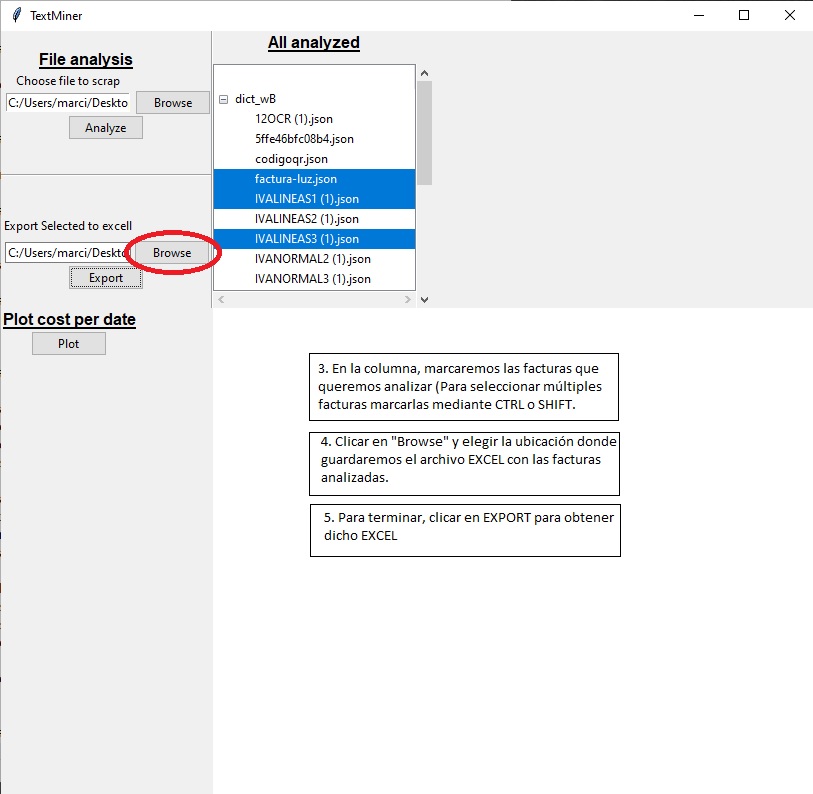 TextMiner
File analysis
Choose file to scrap
C:/Users/marci/Deskto
Browse
Analyze
Export Selected to excell
C:/Users/marci/Deskto
Browse
Export
Plot cost per date
Plot
All analyzed
dict_wB
12OCR (1).json
5ffe46bfc08b4.json
codigoqr.json
factura-luz.json
IVALINEAS1 (1).json
IVALINEAS2 (1).json
IVALINEAS3 (1).json
IVANORMAL2 (1).json
IVANORMAL3 (1).json
3. En la columna, marcaremos las facturas que
queremos analizar (Para seleccionar múltiples
facturas marcarlas mediante CTRL o SHIFT.
4. Clicar en "Browse" y elegir la ubicación donde
guardaremos el archivo EXCEL con las facturas
analizadas.
5. Para terminar, clicar en EXPORT para obtener
dicho EXCEL